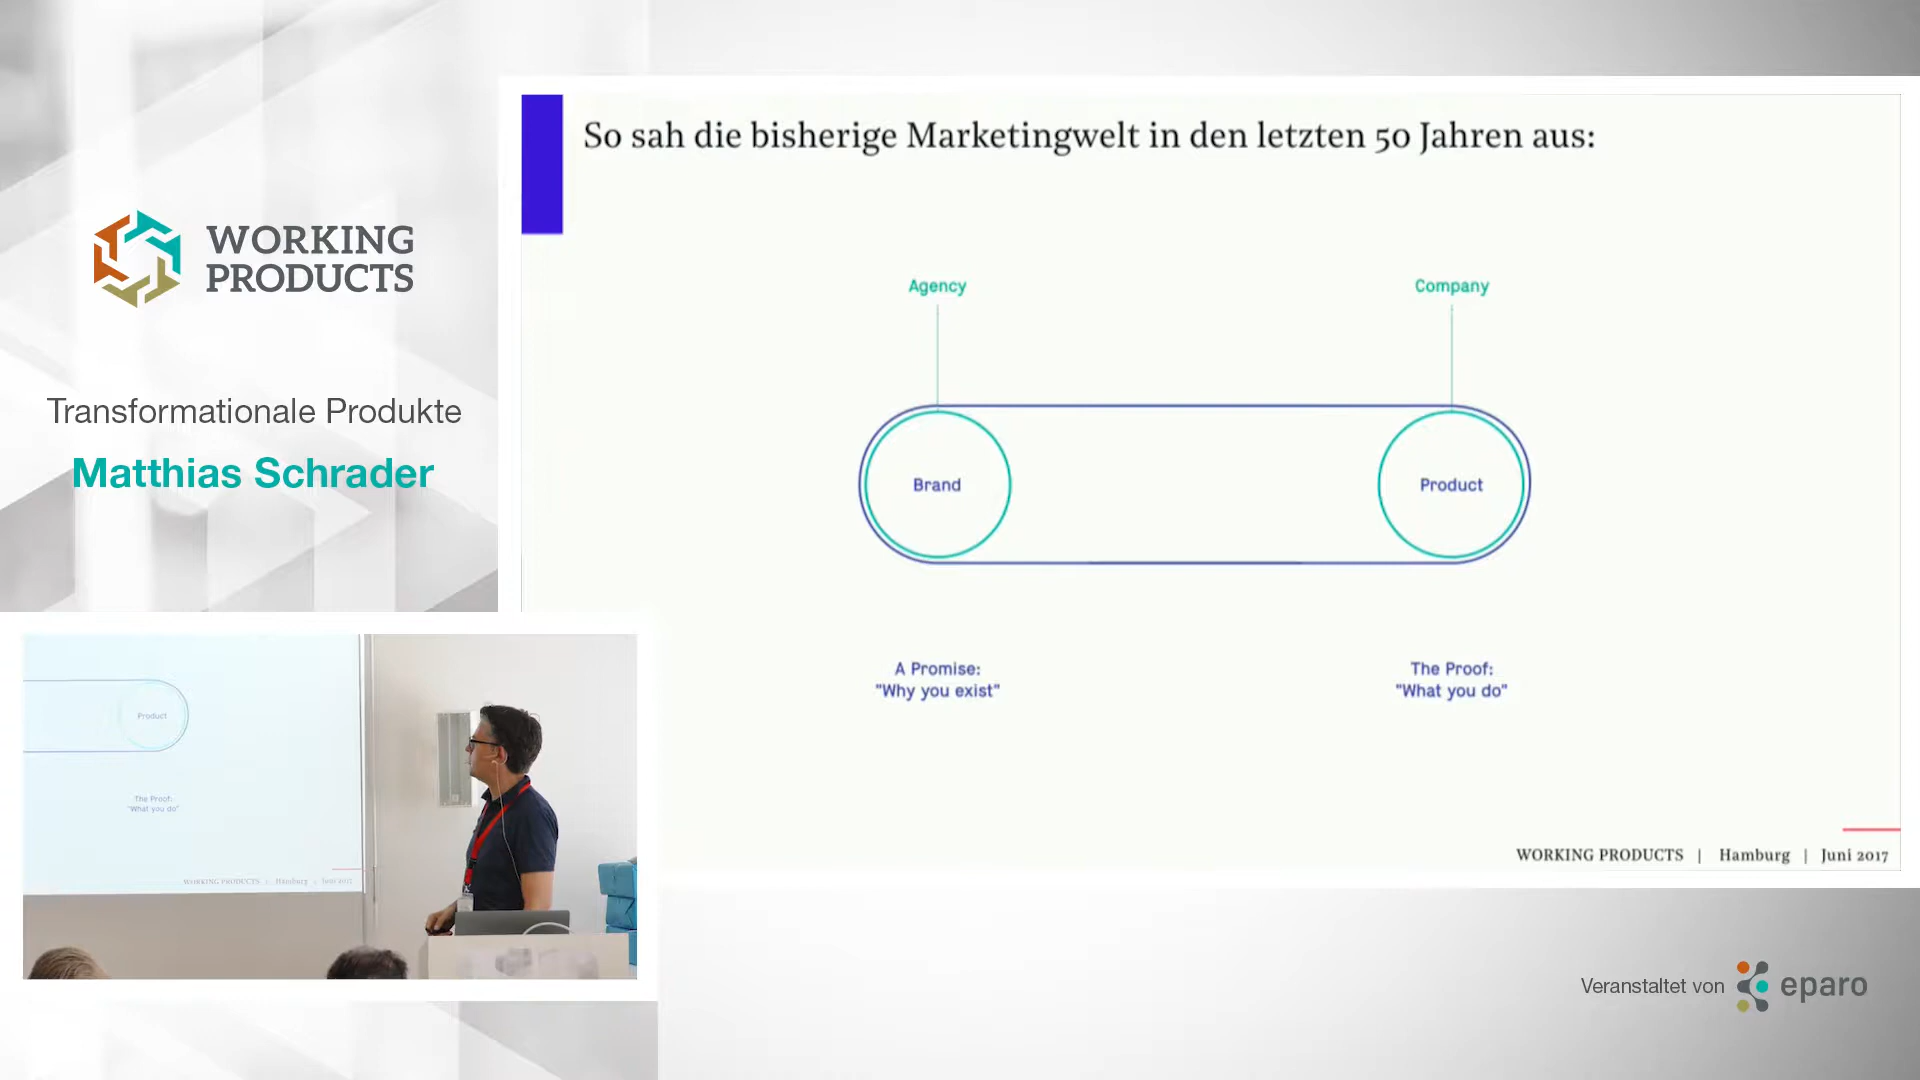 WORKING
PRODUCTS
Transformationale Produkte
Matthias Schrader
So sah die bisherige Marketingwelt in den letzten 50 Jahren aus:
Agency
Company
Brand
Product
A Promise:
"Why you exist"
The Proof:
"What you do"
WORKING PRODUCTS | Hamburg | Juni 2017
Product
The Proof:
"What you do"
WORKING PRODUCTS | Hamburg | Juni 2017
Veranstaltet von
eparo